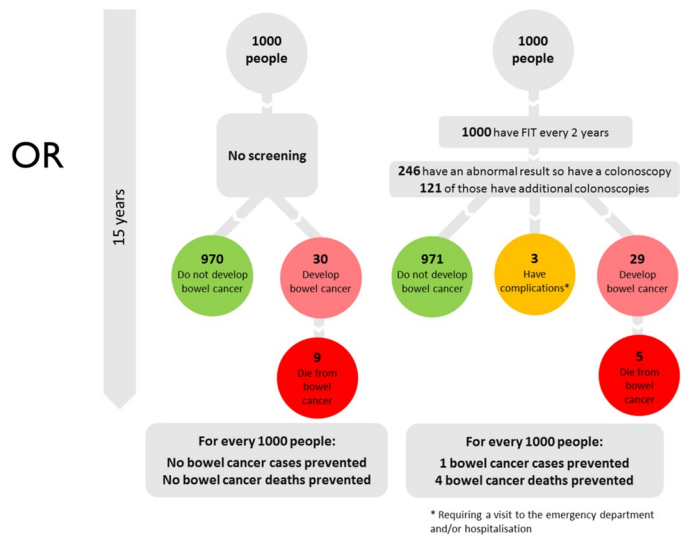 OR
15 years
1000
people
No screening
970
Do not develop
bowel cancer
30
Develop
bowel cancer
9
Die from
bowel
cancer
For every 1000 people:
No bowel cancer cases prevented
No bowel cancer deaths prevented
1000
people
1000 have FIT every 2 years
246 have an abnormal result so have a colonoscopy
121 of those have additional colonoscopies
971
Do not develop
bowel cancer
3
Have
complications*
29
Develop
bowel cancer
5
Die from
bowel
cancer
For every 1000 people:
1 bowel cancer cases prevented
4 bowel cancer deaths prevented
* Requiring a visit to the emergency department
and/or hospitalisation